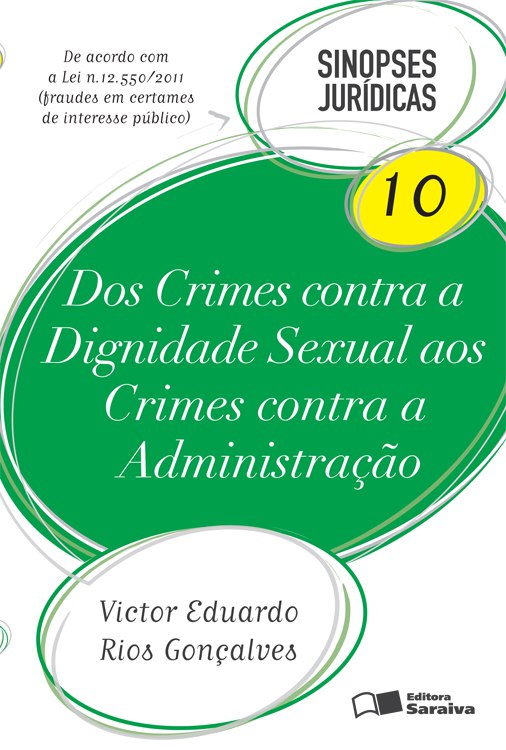 De acordo com
a Lei n.12.550/2011
(fraudes em certames
de interesse público)
SINOPSES
JURÍDICAS
10
Dos Crimes contra a
Dignidade Sexual aos
Crimes contra a
Administração
Victor Eduardo
Rios Gonçalves
Editora
Saraiva